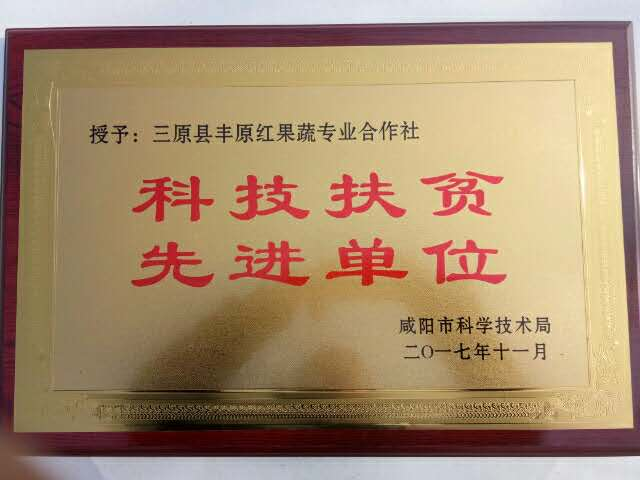 授予：三原县丰原红果蔬专业合作社
科技扶贫
先进单位
咸阳市科学技术局
二〇一七年十一月